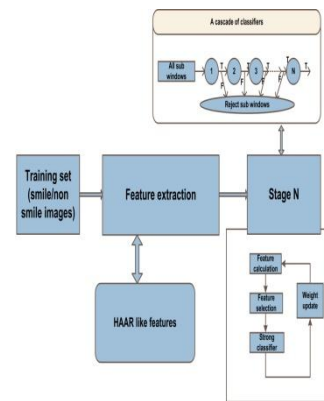 A cascade of classifiers
All sub
windows
1
T
2
T
3
T
N
T
F
F
F
F
Reject sub windows
Training set
(smile/non
smile images)
Feature extraction
Stage N
HAAR like features
Feature
calculation
Feature
selection
Strong
classifier
Weight
update